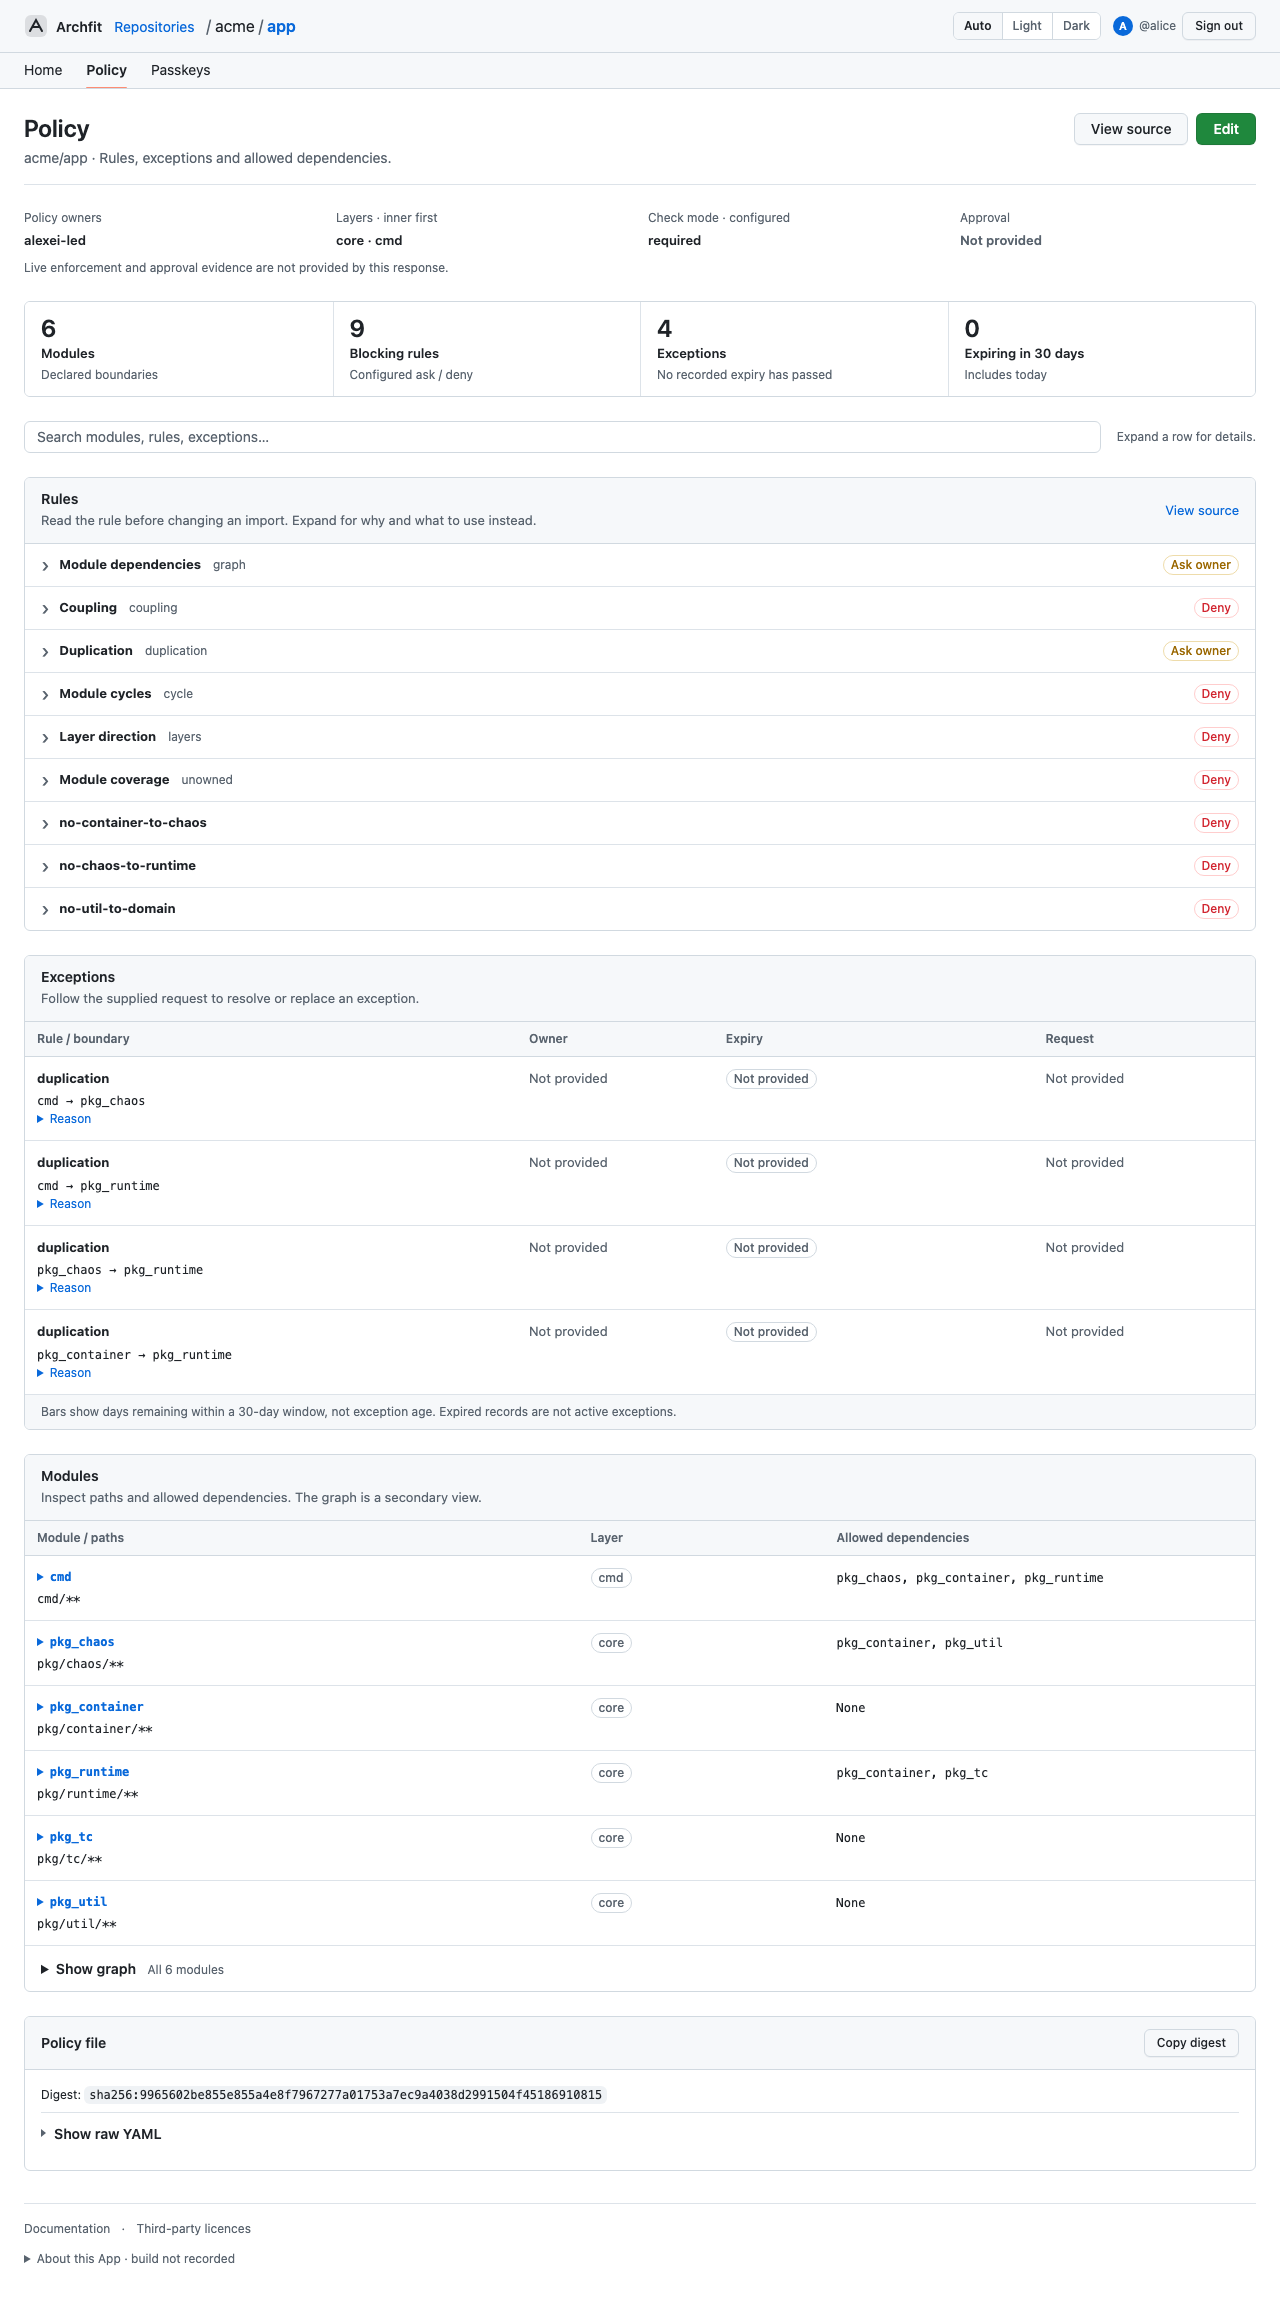 Archfit Repositories / acme / app Auto Light Dark A @alice Sign out
Home Policy Passkeys
Policy View source Edit
acme/app · Rules, exceptions and allowed dependencies.
Policy owners Layers · inner first Check mode · configured Approval
alexei-led core · cmd required Not provided
Live enforcement and approval evidence are not provided by this response.
6 9 4 0
Modules Blocking rules Exceptions Expiring in 30 days
Declared boundaries Configured ask / deny No recorded expiry has passed Includes today
Search modules, rules, exceptions... Expand a row for details.
Rules
Read the rule before changing an import. Expand for why and what to use instead. View source
Module dependencies graph Ask owner
Coupling coupling Deny
Duplication duplication Ask owner
Module cycles cycle Deny
Layer direction layers Deny
Module coverage unowned Deny
no-container-to-chaos Deny
no-chaos-to-runtime Deny
no-util-to-domain Deny
Exceptions
Follow the supplied request to resolve or replace an exception.
Rule / boundary Owner Expiry Request
duplication Not provided Not provided Not provided
cmd → pkg_chaos
Reason
duplication Not provided Not provided Not provided
cmd → pkg_runtime
Reason
duplication Not provided Not provided Not provided
pkg_chaos → pkg_runtime
Reason
duplication Not provided Not provided Not provided
pkg_container → pkg_runtime
Reason
Bars show days remaining within a 30-day window, not exception age. Expired records are not active exceptions.
Modules
Inspect paths and allowed dependencies. The graph is a secondary view.
Module / paths Layer Allowed dependencies
cmd cmd pkg_chaos, pkg_container, pkg_runtime
cmd/**
pkg_chaos core pkg_container, pkg_util
pkg/chaos/**
pkg_container core None
pkg/container/**
pkg_runtime core pkg_container, pkg_tc
pkg/runtime/**
pkg_tc core None
pkg/tc/**
pkg_util core None
pkg/util/**
Show graph All 6 modules
Policy file Copy digest
Digest: sha256:9965602be855e855a4e8f7967277a01753a7ec9a4038d2991504f45186910815
Show raw YAML
Documentation · Third-party licences
About this App · build not recorded